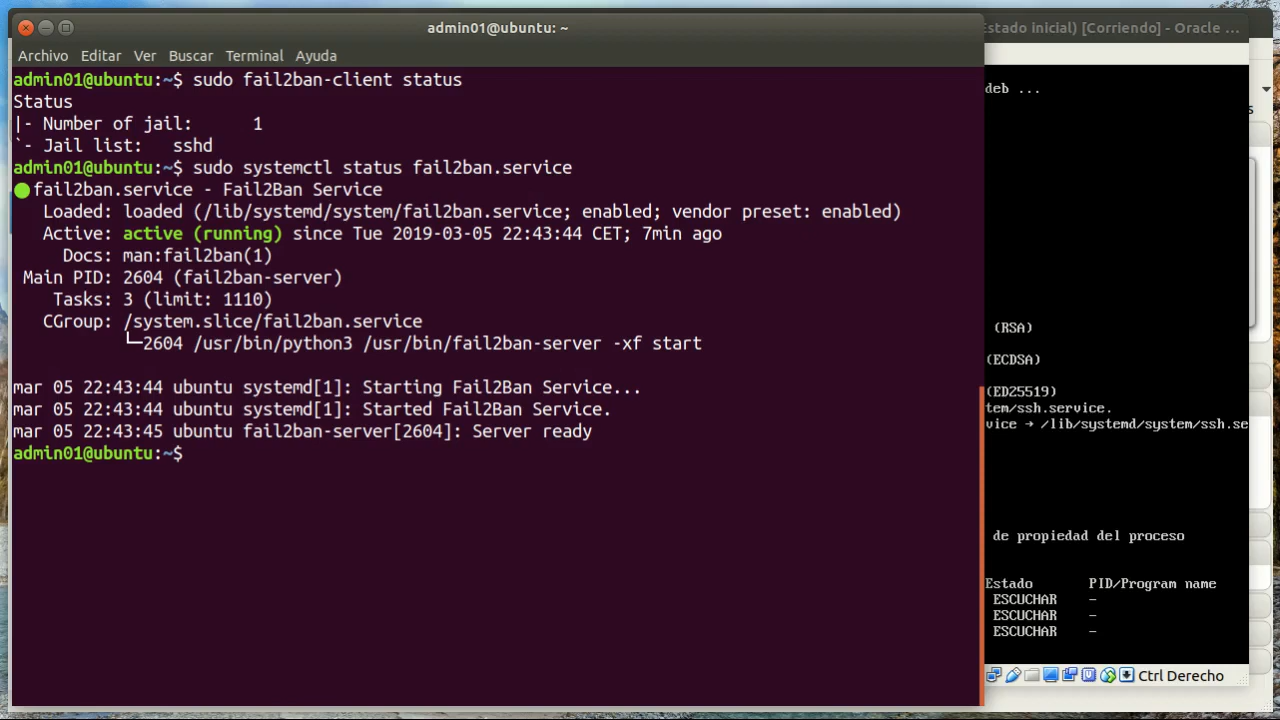 admin01@ubuntu: ~
Estado inicial) [Corriendo] - Oracle ...
Archivo Editar Ver Buscar Terminal Ayuda
admin01@ubuntu:~$ sudo fail2ban-client status
Status
|- Number of jail:      1
`- Jail list:   sshd
admin01@ubuntu:~$ sudo systemctl status fail2ban.service
●fail2ban.service - Fail2Ban Service
   Loaded: loaded (/lib/systemd/system/fail2ban.service; enabled; vendor preset: enabled)
   Active: active (running) since Tue 2019-03-05 22:43:44 CET; 7min ago
     Docs: man:fail2ban(1)
 Main PID: 2604 (fail2ban-server)
    Tasks: 3 (limit: 1110)
   CGroup: /system.slice/fail2ban.service
           └─2604 /usr/bin/python3 /usr/bin/fail2ban-server -xf start
mar 05 22:43:44 ubuntu systemd[1]: Starting Fail2Ban Service...
mar 05 22:43:44 ubuntu systemd[1]: Started Fail2Ban Service.
mar 05 22:43:45 ubuntu fail2ban-server[2604]: Server ready
admin01@ubuntu:~$
deb ...
(RSA)
(ECDSA)
(ED25519)
tem/ssh.service.
vice → /lib/systemd/system/ssh.se
de propiedad del proceso
Estado PID/Program name
ESCUCHAR -
ESCUCHAR -
ESCUCHAR -
Ctrl Derecho